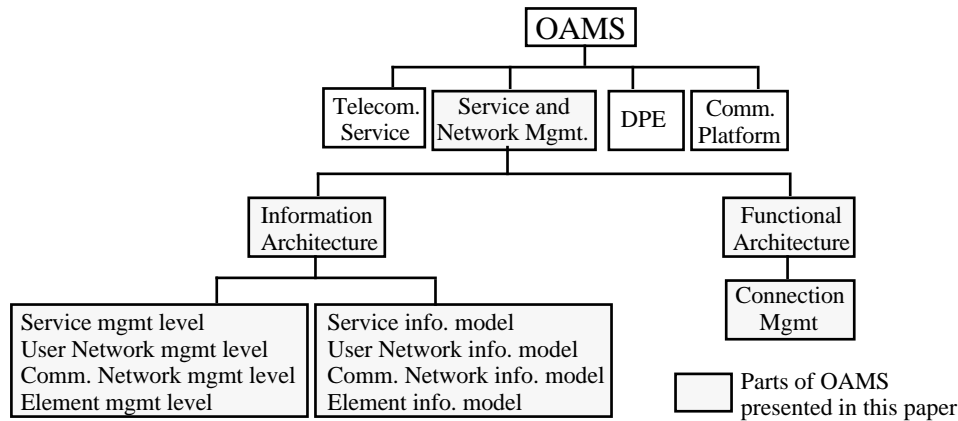 OAMS
Telecom.
Service
Service and
Network Mgmt.
DPE
Comm.
Platform
Information
Architecture
Functional
Architecture
Service mgmt level
User Network mgmt level
Comm. Network mgmt level
Element mgmt level
Service info. model
User Network info. model
Comm. Network info. model
Element info. model
Connection
Mgmt
Parts of OAMS
presented in this paper